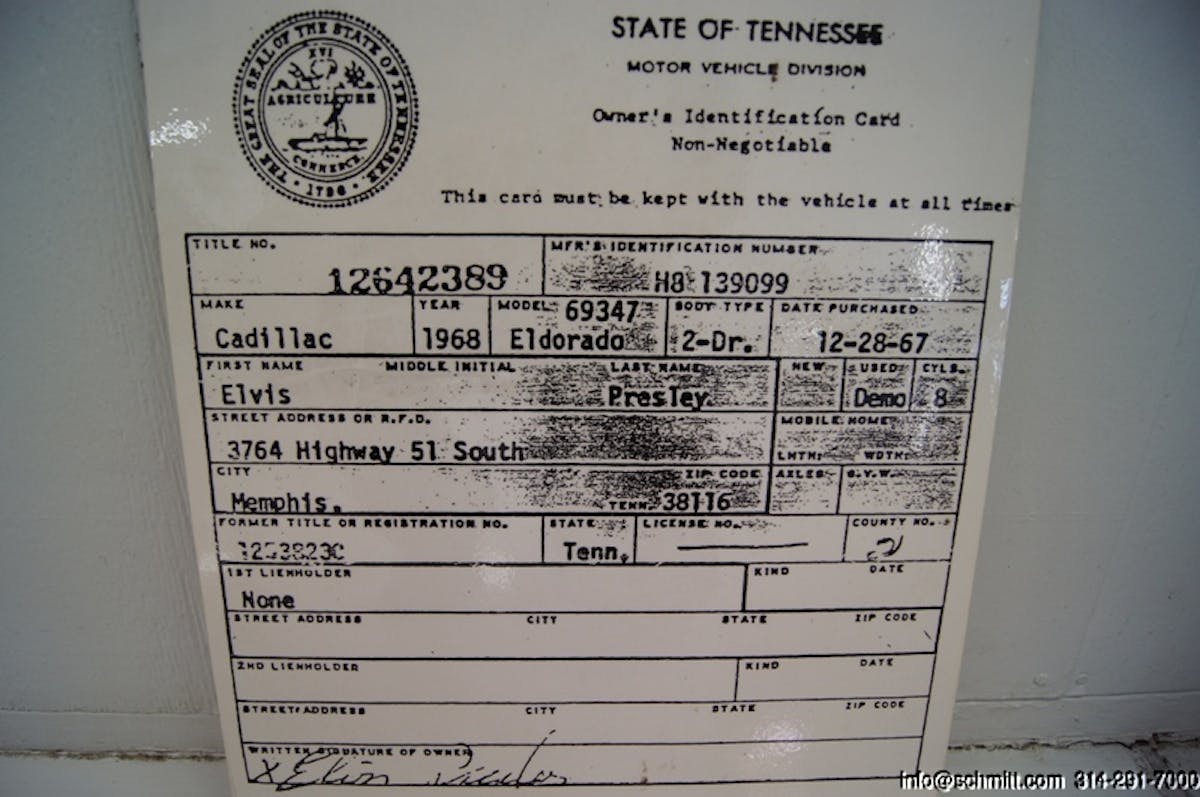 THE GREAT SEAL OF THE STATE OF TENNESSEE
XVI
AGRICULTURE
COMMERCE
1796
STATE OF TENNESSEE
MOTOR VEHICLE DIVISION
Owner's Identification Card
Non-Negotiable
This card must be kept with the vehicle at all times
TITLE NO. MFR'S IDENTIFICATION NUMBER
12642389 H8 139099
MAKE YEAR MODEL 69347 BODY TYPE DATE PURCHASED
Cadillac 1968 Eldorado 2-Dr. 12-28-67
FIRST NAME MIDDLE INITIAL LAST NAME NEW USED CYLS.
Elvis Presley Demo 8
STREET ADDRESS OR R.F.D. MOBILE HOME
3764 Highway 51 South LNTH: WDTH:
CITY ZIP CODE AXLES G.V.W.
Memphis. TENN. 38116
FORMER TITLE OR REGISTRATION NO. STATE LICENSE NO. COUNTY NO.
Tenn. 2
1ST LIENHOLDER KIND DATE
None
STREET ADDRESS CITY STATE ZIP CODE
2ND LIENHOLDER KIND DATE
STREET ADDRESS CITY STATE ZIP CODE
WRITTEN SIGNATURE OF OWNER
X Elvis Presley
info@schmitt.com 314-291-7000